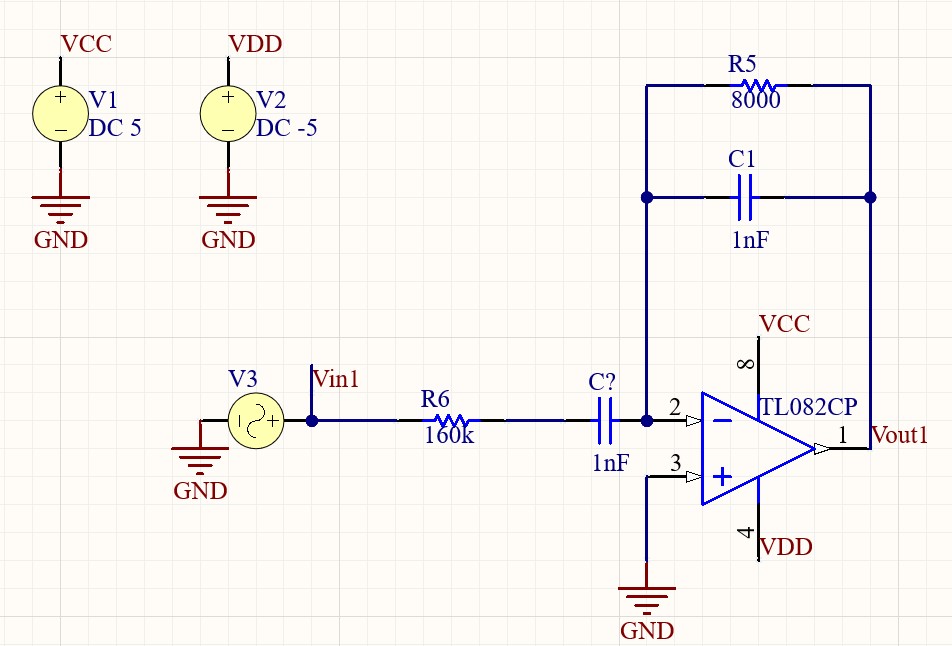 VCC
VDD
V1
DC 5
V2
DC -5
GND
GND
R5
8000
C1
1nF
VCC
8
V3
Vin1
R6
160k
C?
1nF
2
TL082CP
1
Vout1
3
GND
4
VDD
GND